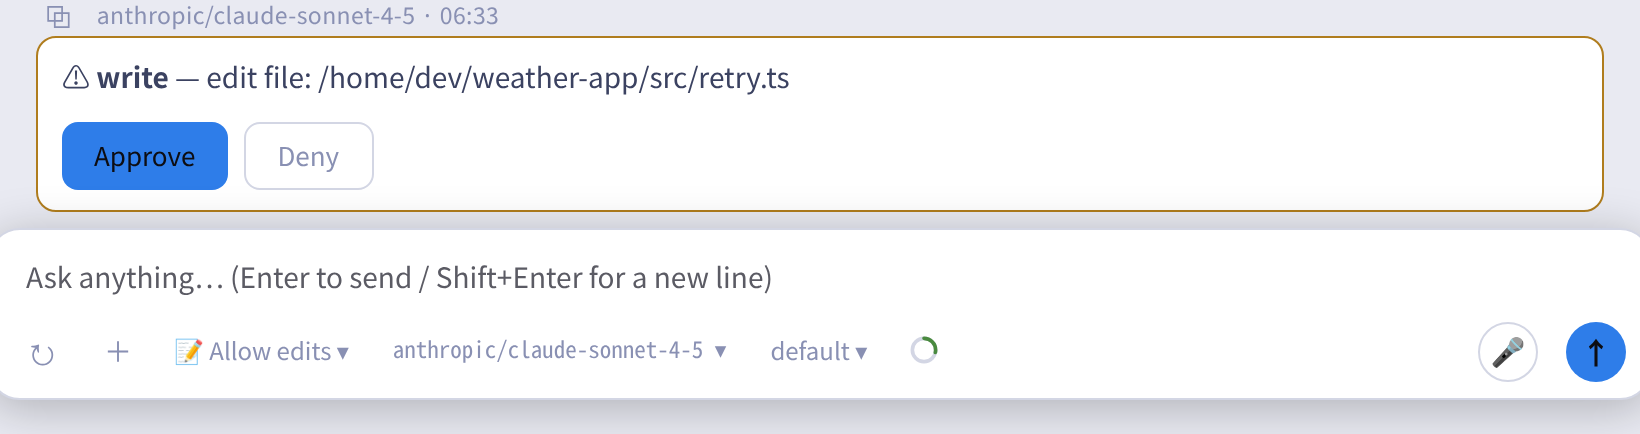 anthropic/claude-sonnet-4-5 · 06:33
⚠ write — edit file: /home/dev/weather-app/src/retry.ts
Approve Deny
Ask anything… (Enter to send / Shift+Enter for a new line)
📝 Allow edits ▾ anthropic/claude-sonnet-4-5 ▾ default ▾